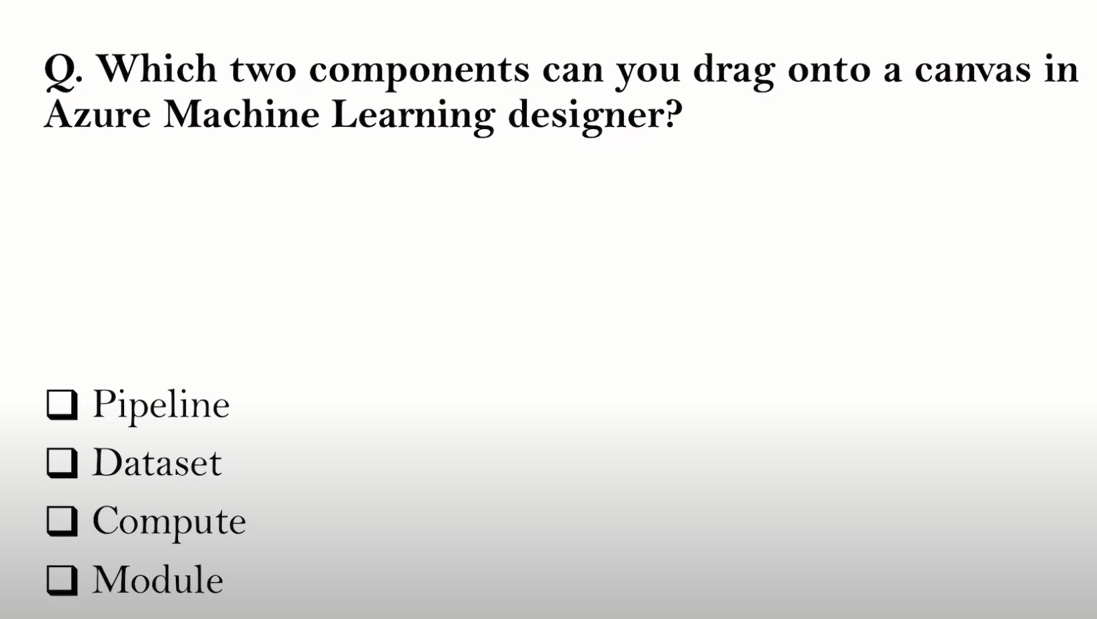 Q. Which two components can you drag onto a canvas in
Azure Machine Learning designer?
❑ Pipeline
❑ Dataset
❑ Compute
❑ Module